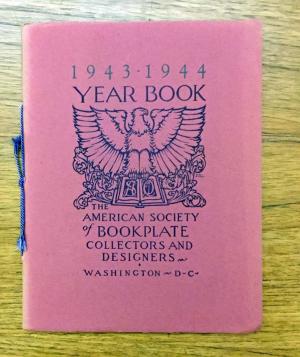 1943·1944
YEAR BOOK
THE
AMERICAN SOCIETY
of BOOKPLATE
COLLECTORS AND
DESIGNERS
WASHINGTON D-C